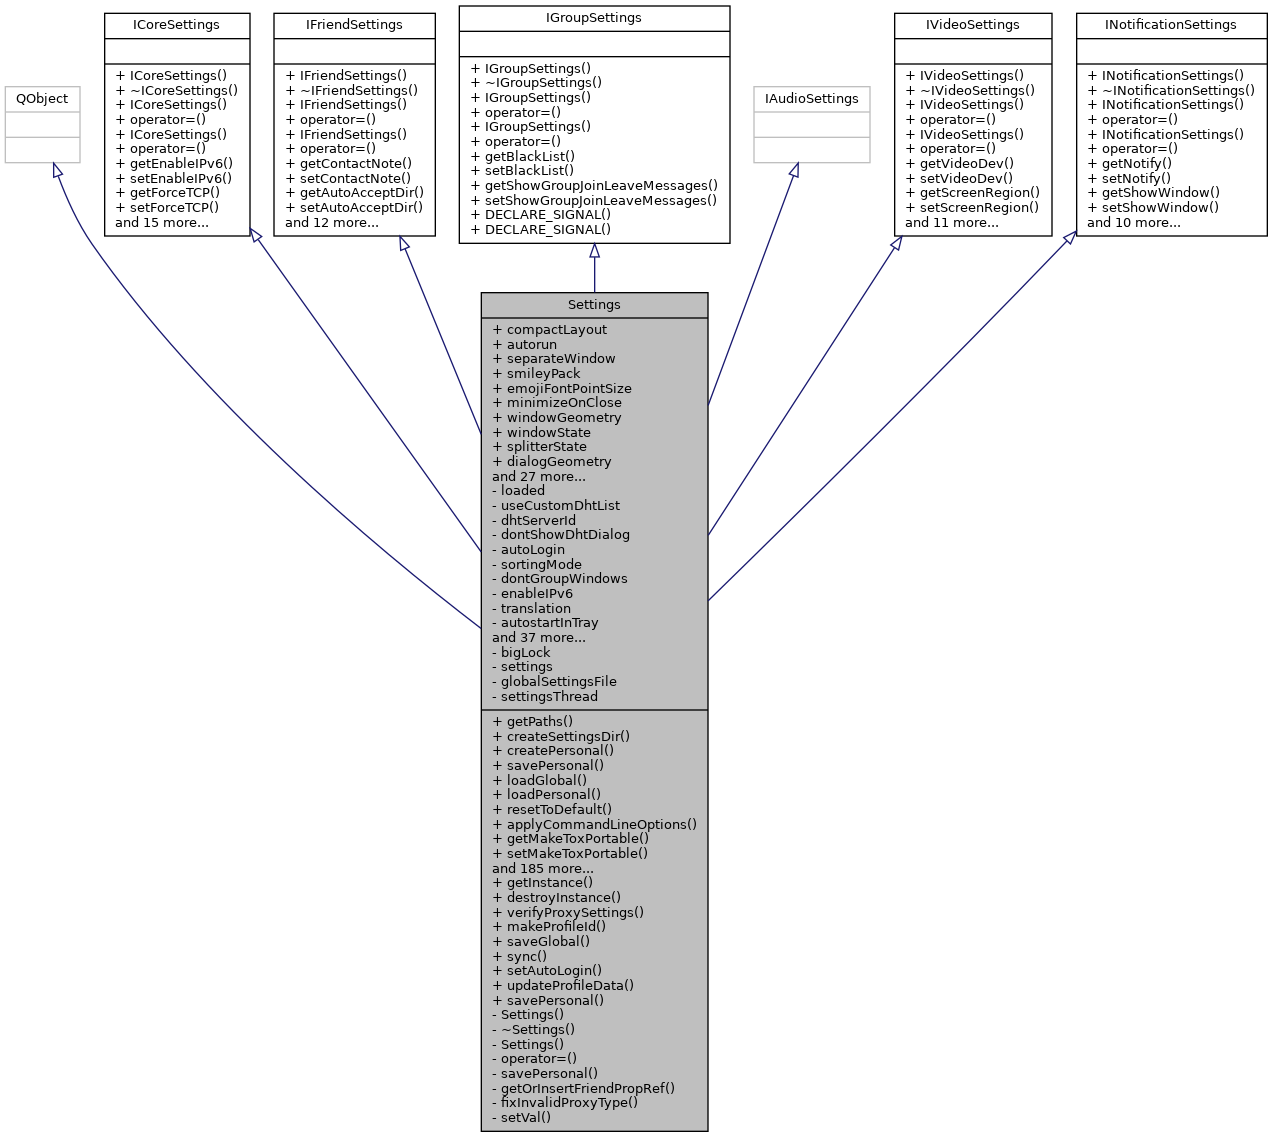 QObject
ICoreSettings
+ ICoreSettings()
+ ~ICoreSettings()
+ ICoreSettings()
+ operator=()
+ ICoreSettings()
+ operator=()
+ getEnableIPv6()
+ setEnableIPv6()
+ getForceTCP()
+ setForceTCP()
and 15 more...
IFriendSettings
+ IFriendSettings()
+ ~IFriendSettings()
+ IFriendSettings()
+ operator=()
+ IFriendSettings()
+ operator=()
+ getContactNote()
+ setContactNote()
+ getAutoAcceptDir()
+ setAutoAcceptDir()
and 12 more...
IGroupSettings
+ IGroupSettings()
+ ~IGroupSettings()
+ IGroupSettings()
+ operator=()
+ IGroupSettings()
+ operator=()
+ getBlackList()
+ setBlackList()
+ getShowGroupJoinLeaveMessages()
+ setShowGroupJoinLeaveMessages()
+ DECLARE_SIGNAL()
+ DECLARE_SIGNAL()
IAudioSettings
IVideoSettings
+ IVideoSettings()
+ ~IVideoSettings()
+ IVideoSettings()
+ operator=()
+ IVideoSettings()
+ operator=()
+ getVideoDev()
+ setVideoDev()
+ getScreenRegion()
+ setScreenRegion()
and 11 more...
INotificationSettings
+ INotificationSettings()
+ ~INotificationSettings()
+ INotificationSettings()
+ operator=()
+ INotificationSettings()
+ operator=()
+ getNotify()
+ setNotify()
+ getShowWindow()
+ setShowWindow()
and 10 more...
Settings
+ compactLayout
+ autorun
+ separateWindow
+ smileyPack
+ emojiFontPointSize
+ minimizeOnClose
+ windowGeometry
+ windowState
+ splitterState
+ dialogGeometry
and 27 more...
- loaded
- useCustomDhtList
- dhtServerId
- dontShowDhtDialog
- autoLogin
- sortingMode
- dontGroupWindows
- enableIPv6
- translation
- autostartInTray
and 37 more...
- bigLock
- settings
- globalSettingsFile
- settingsThread
+ getPaths()
+ createSettingsDir()
+ createPersonal()
+ savePersonal()
+ loadGlobal()
+ loadPersonal()
+ resetToDefault()
+ applyCommandLineOptions()
+ getMakeToxPortable()
+ setMakeToxPortable()
and 185 more...
+ getInstance()
+ destroyInstance()
+ verifyProxySettings()
+ makeProfileId()
+ saveGlobal()
+ sync()
+ setAutoLogin()
+ updateProfileData()
+ savePersonal()
- Settings()
- ~Settings()
- Settings()
- operator=()
- savePersonal()
- getOrInsertFriendPropRef()
- fixInvalidProxyType()
- setVal()